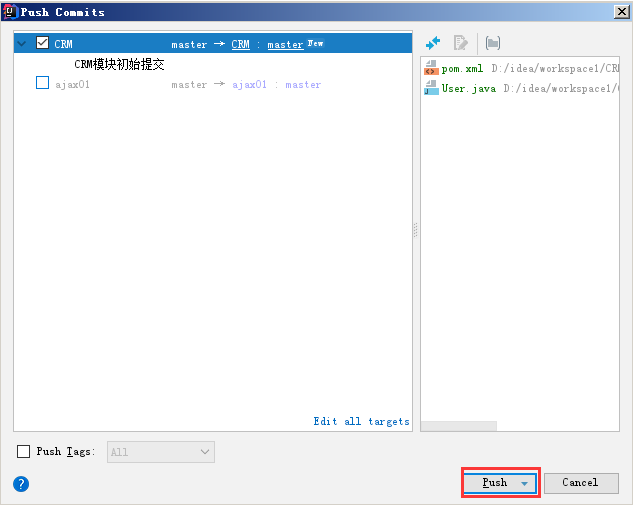 Push Commits
CRM master → CRM : master New
CRM模块初始提交
ajax01 master → ajax01 : master
pom.xml D:/idea/workspace1/CRM
User.java D:/idea/workspace1/
Edit all targets
Push Tags: All
? Push Cancel